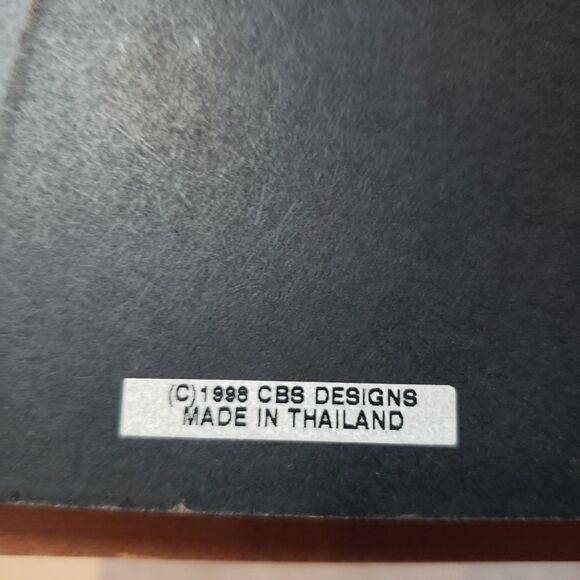 (C)1998 CBS DESIGNS
MADE IN THAILAND